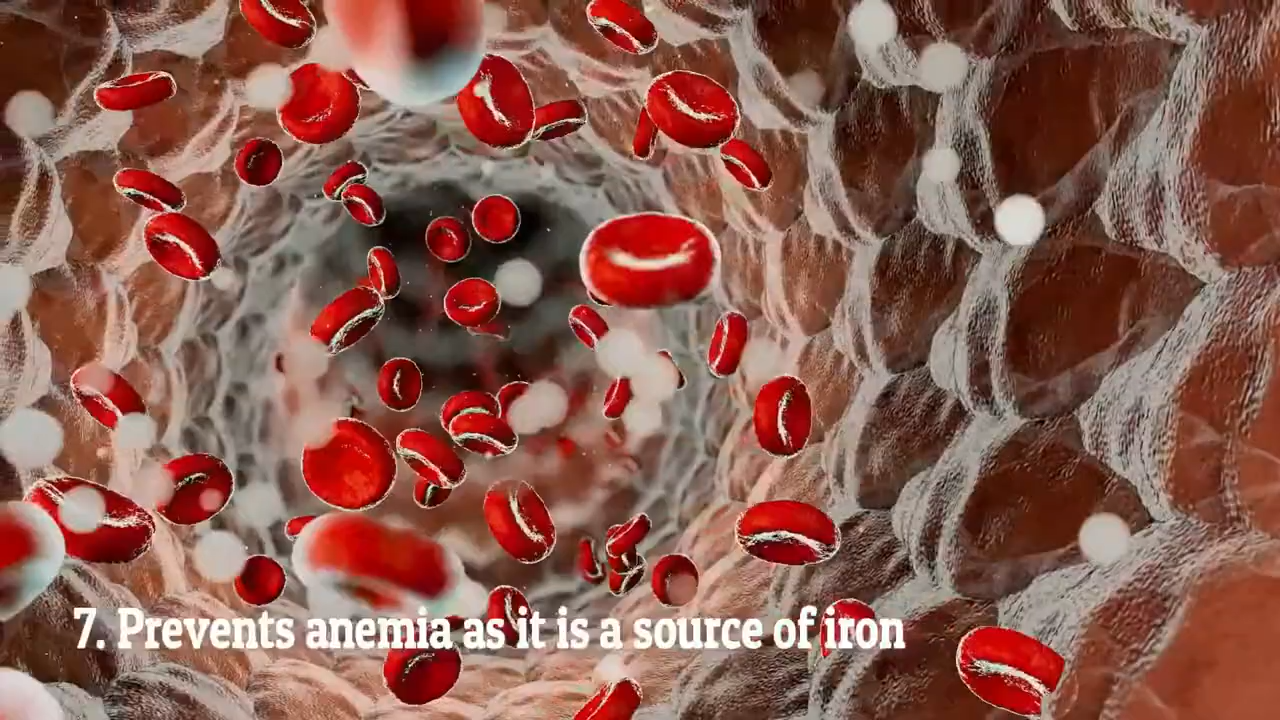 7. Prevents anemia as it is a source of iron